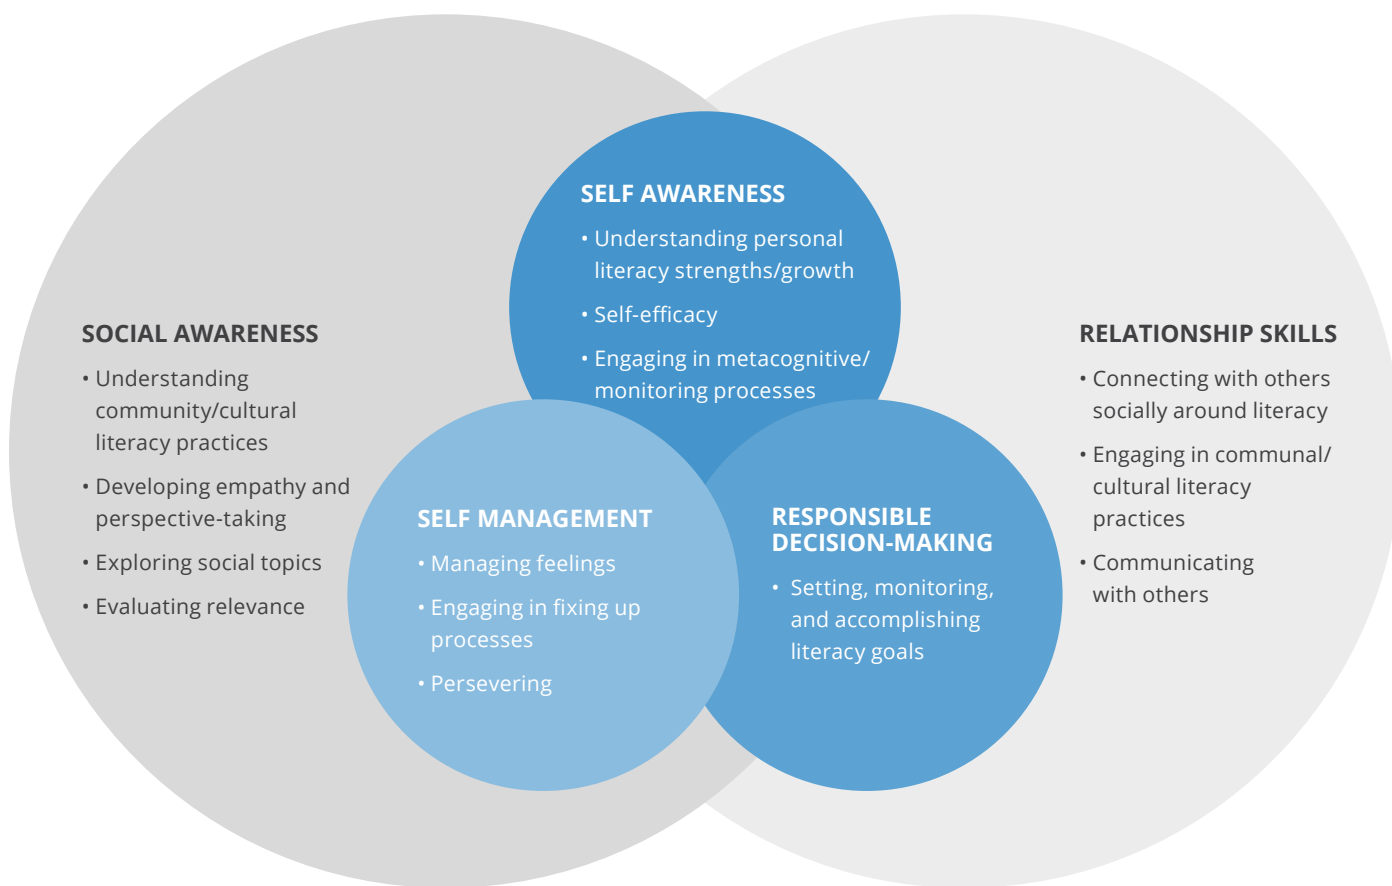 SELF AWARENESS
• Understanding personal
literacy strengths/growth
• Self-efficacy
• Engaging in metacognitive/
monitoring processes
SOCIAL AWARENESS
• Understanding
community/cultural
literacy practices
• Developing empathy and
perspective-taking
• Exploring social topics
• Evaluating relevance
RELATIONSHIP SKILLS
• Connecting with others
socially around literacy
• Engaging in communal/
cultural literacy
practices
• Communicating
with others
SELF MANAGEMENT
• Managing feelings
• Engaging in fixing up
processes
• Persevering
RESPONSIBLE
DECISION-MAKING
• Setting, monitoring,
and accomplishing
literacy goals